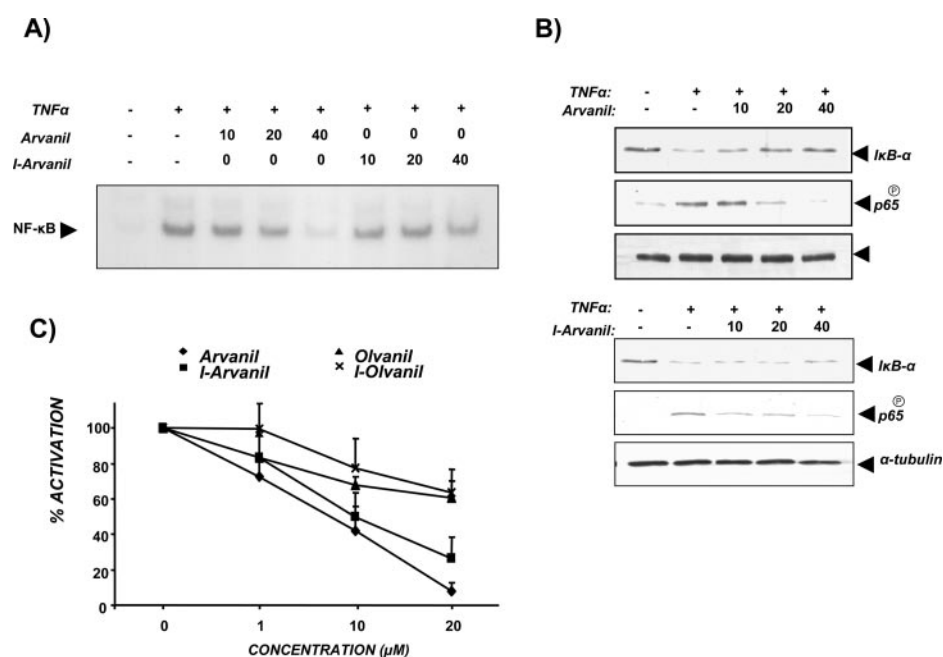 A)
TNFα - + + + + + + +
Arvanil - - 10 20 40 0 0 0
I-Arvanil - - 0 0 0 10 20 40
NF-κB
B)
TNFα: - + + + +
Arvanil: - - 10 20 40
IκB-α
P
p65
TNFα: - + + + +
I-Arvanil: - - 10 20 40
IκB-α
P
p65
α-tubulin
C)
Arvanil
I-Arvanil
Olvanil
I-Olvanil
% ACTIVATION
100
80
60
40
20
0
0 1 10 20
CONCENTRATION (µM)